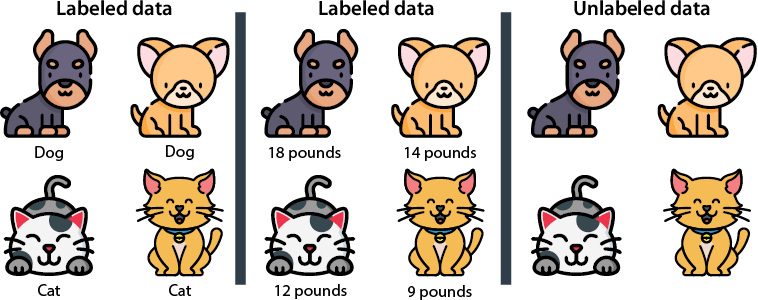 Labeled data
Dog
Dog
Cat
Cat
Labeled data
18 pounds
14 pounds
12 pounds
9 pounds
Unlabeled data